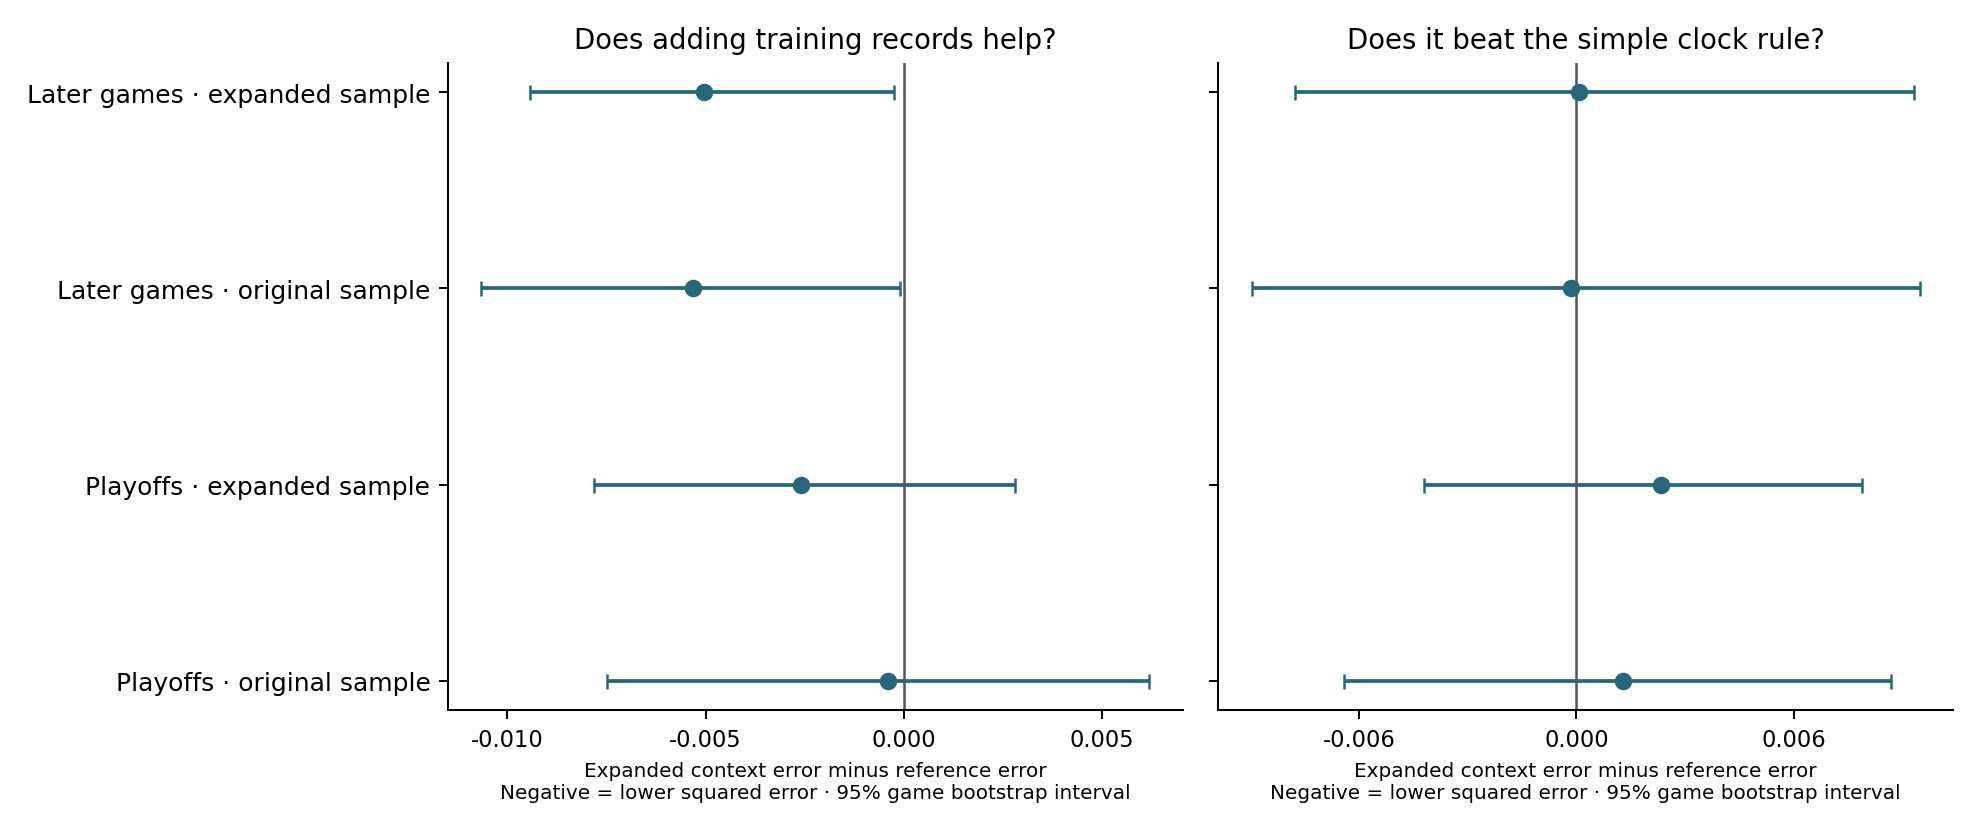 Does adding training records help?
Does it beat the simple clock rule?
Later games · expanded sample
Later games · original sample
Playoffs · expanded sample
Playoffs · original sample
-0.010
-0.005
0.000
0.005
-0.006
0.000
0.006
Expanded context error minus reference error
Negative = lower squared error · 95% game bootstrap interval
Expanded context error minus reference error
Negative = lower squared error · 95% game bootstrap interval